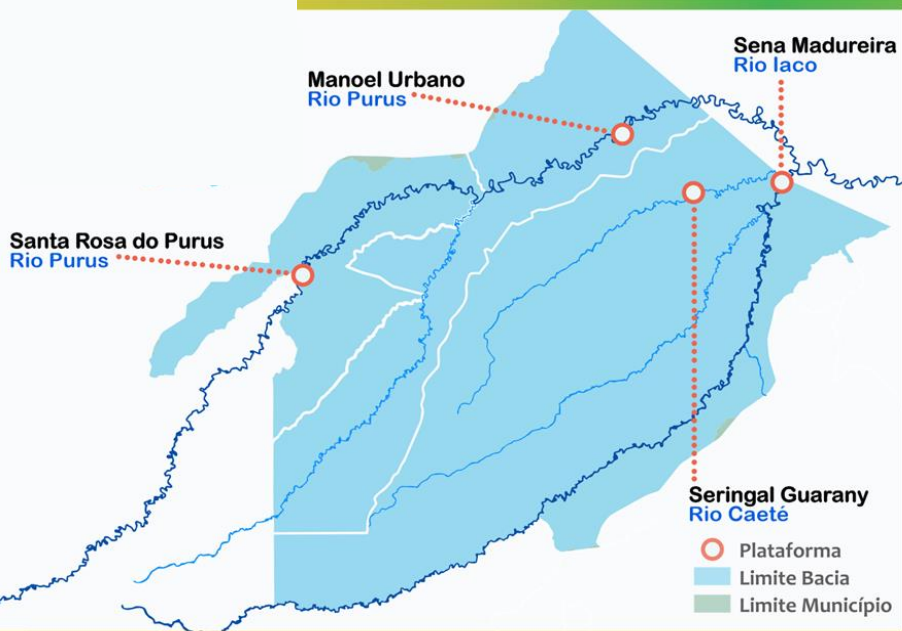 Sena Madureira
Rio Iaco
Manoel Urbano
Rio Purus
Santa Rosa do Purus
Rio Purus
Seringal Guarany
Rio Caeté
Plataforma
Limite Bacia
Limite Município